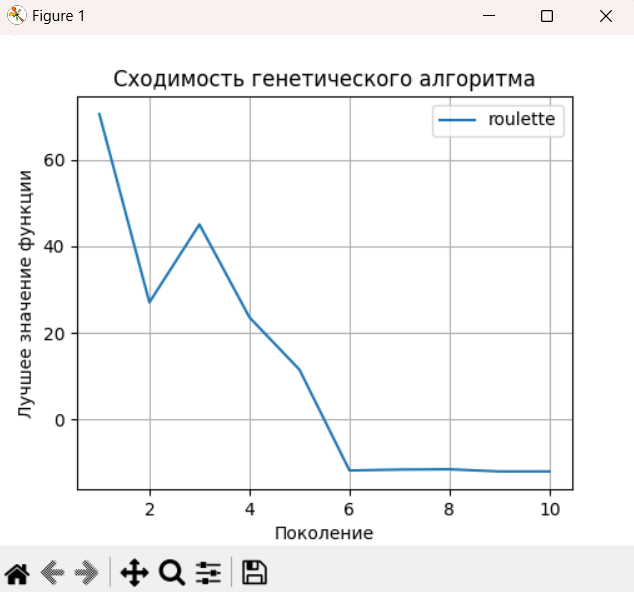 Figure 1
Сходимость генетического алгоритма
roulette
60
40
20
0
Лучшее значение функции
2 4 6 8 10
Поколение